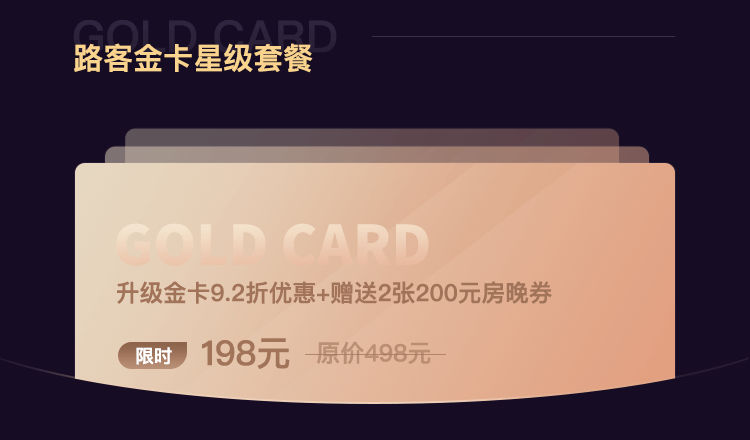 GOLD CARD
路客金卡星级套餐
GOLD CARD
升级金卡9.2折优惠+赠送2张200元房晚券
限时 198元 原价498元